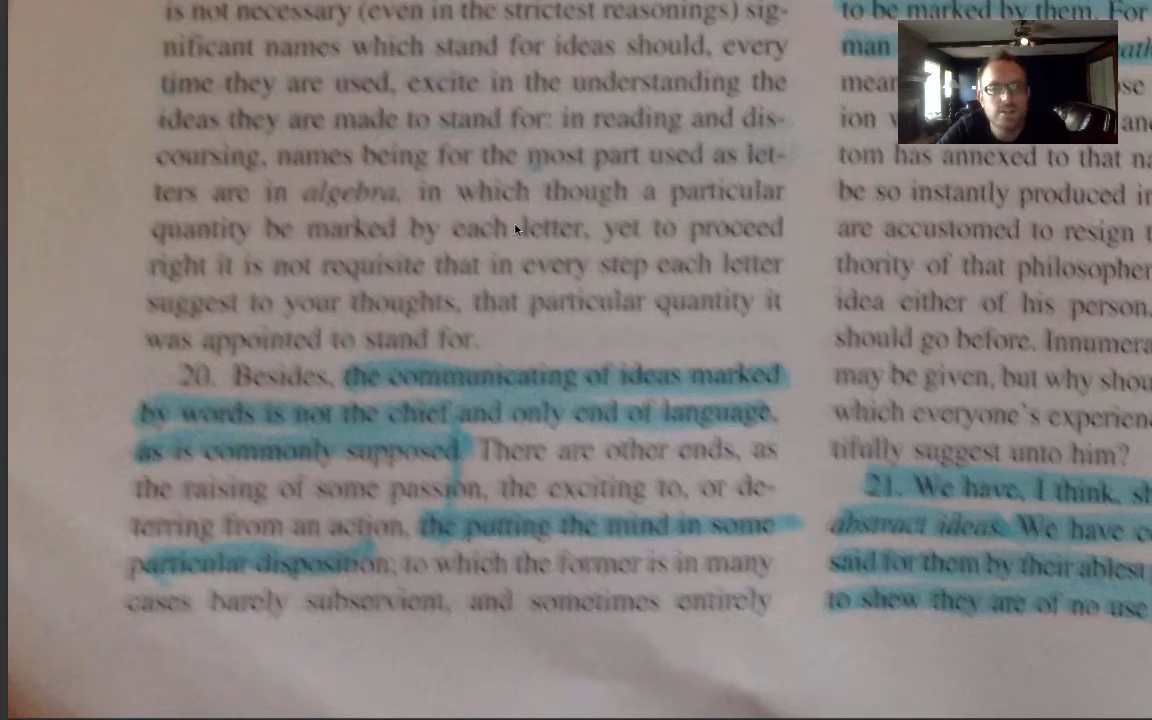 is not necessary (even in the strictest reasonings) sig-
nificant names which stand for ideas should, every
time they are used, excite in the understanding the
ideas they are made to stand for: in reading and dis-
coursing, names being for the most part used as let-
ters are in algebra, in which though a particular
quantity be marked by each letter, yet to proceed
right it is not requisite that in every step each letter
suggest to your thoughts, that particular quantity it
was appointed to stand for.
20. Besides, the communicating of ideas marked
by words is not the chief and only end of language,
as is commonly supposed. There are other ends, as
the raising of some passion, the exciting to, or de-
terring from an action, the putting the mind in some
particular disposition; to which the former is in many
cases barely subservient, and sometimes entirely
to be marked by them. For
man
mean
ion
tom has annexed to that
be so instantly produced
are accustomed to resign
thority of that philosopher
idea either of his person,
should go before. Innumera
may be given, but why shou
which everyone's experien
tifully suggest unto him?
21. We have, I think, sh
abstract ideas. We have
said for them by their ablest
to shew they are of no use